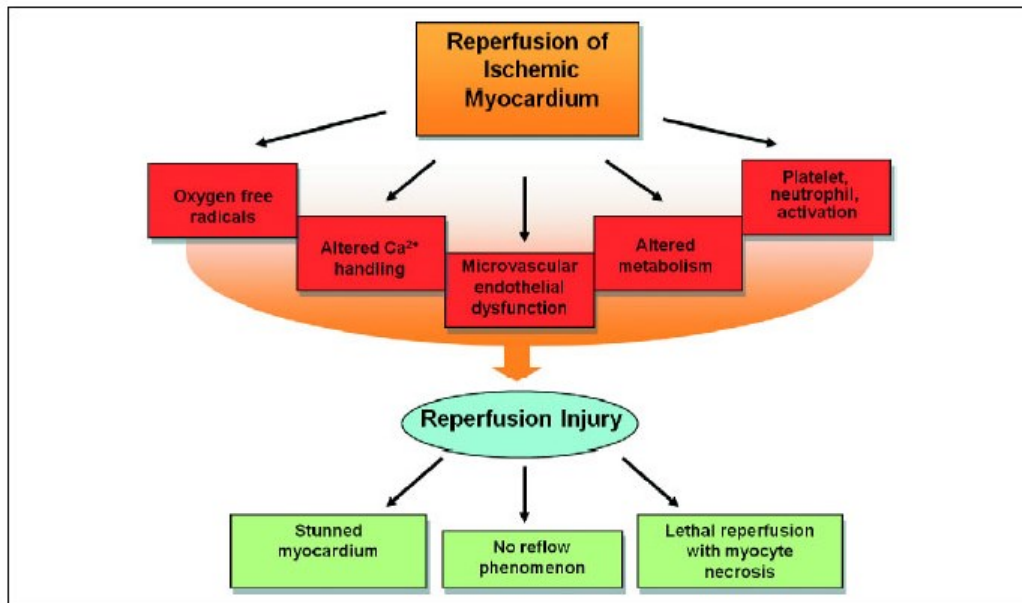 Reperfusion of
Ischemic
Myocardium
Oxygen free
radicals
Altered Ca²⁺
handling
Microvascular
endothelial
dysfunction
Altered
metabolism
Platelet,
neutrophil,
activation
Reperfusion Injury
Stunned
myocardium
No reflow
phenomenon
Lethal reperfusion
with myocyte
necrosis